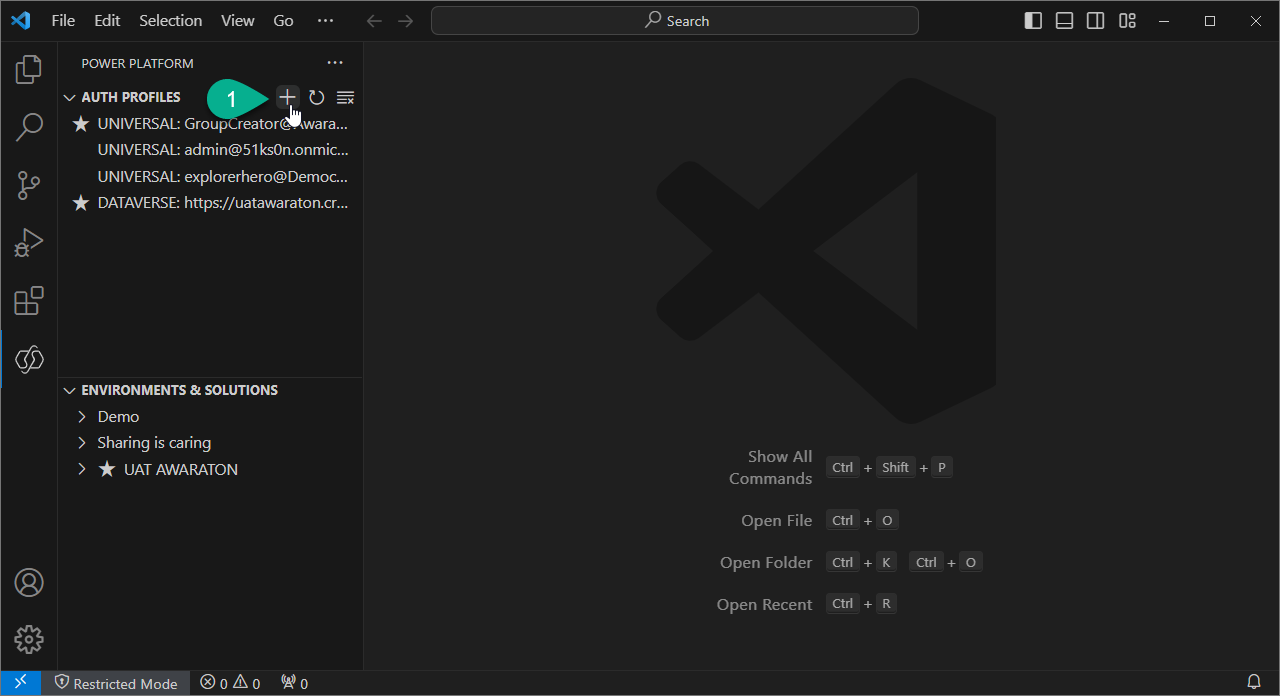 File Edit Selection View Go ···
Search
POWER PLATFORM ···
AUTH PROFILES
1
UNIVERSAL: GroupCreator@Awara...
UNIVERSAL: admin@51ks0n.onmic...
UNIVERSAL: explorerhero@Democ...
DATAVERSE: https://uatawaraton.cr...
ENVIRONMENTS & SOLUTIONS
Demo
Sharing is caring
UAT AWARATON
Show All
Commands
Ctrl + Shift + P
Open File Ctrl + O
Open Folder Ctrl + K Ctrl + O
Open Recent Ctrl + R
Restricted Mode 0 0 0